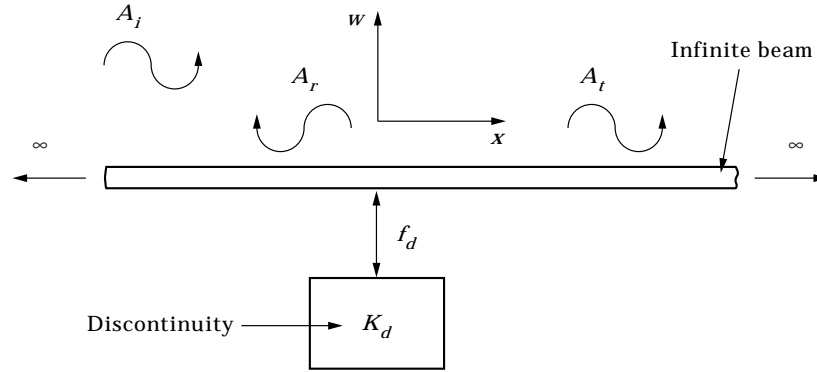 A_i
w
Infinite beam
A_r
A_t
x
∞
∞
f_d
Discontinuity
K_d